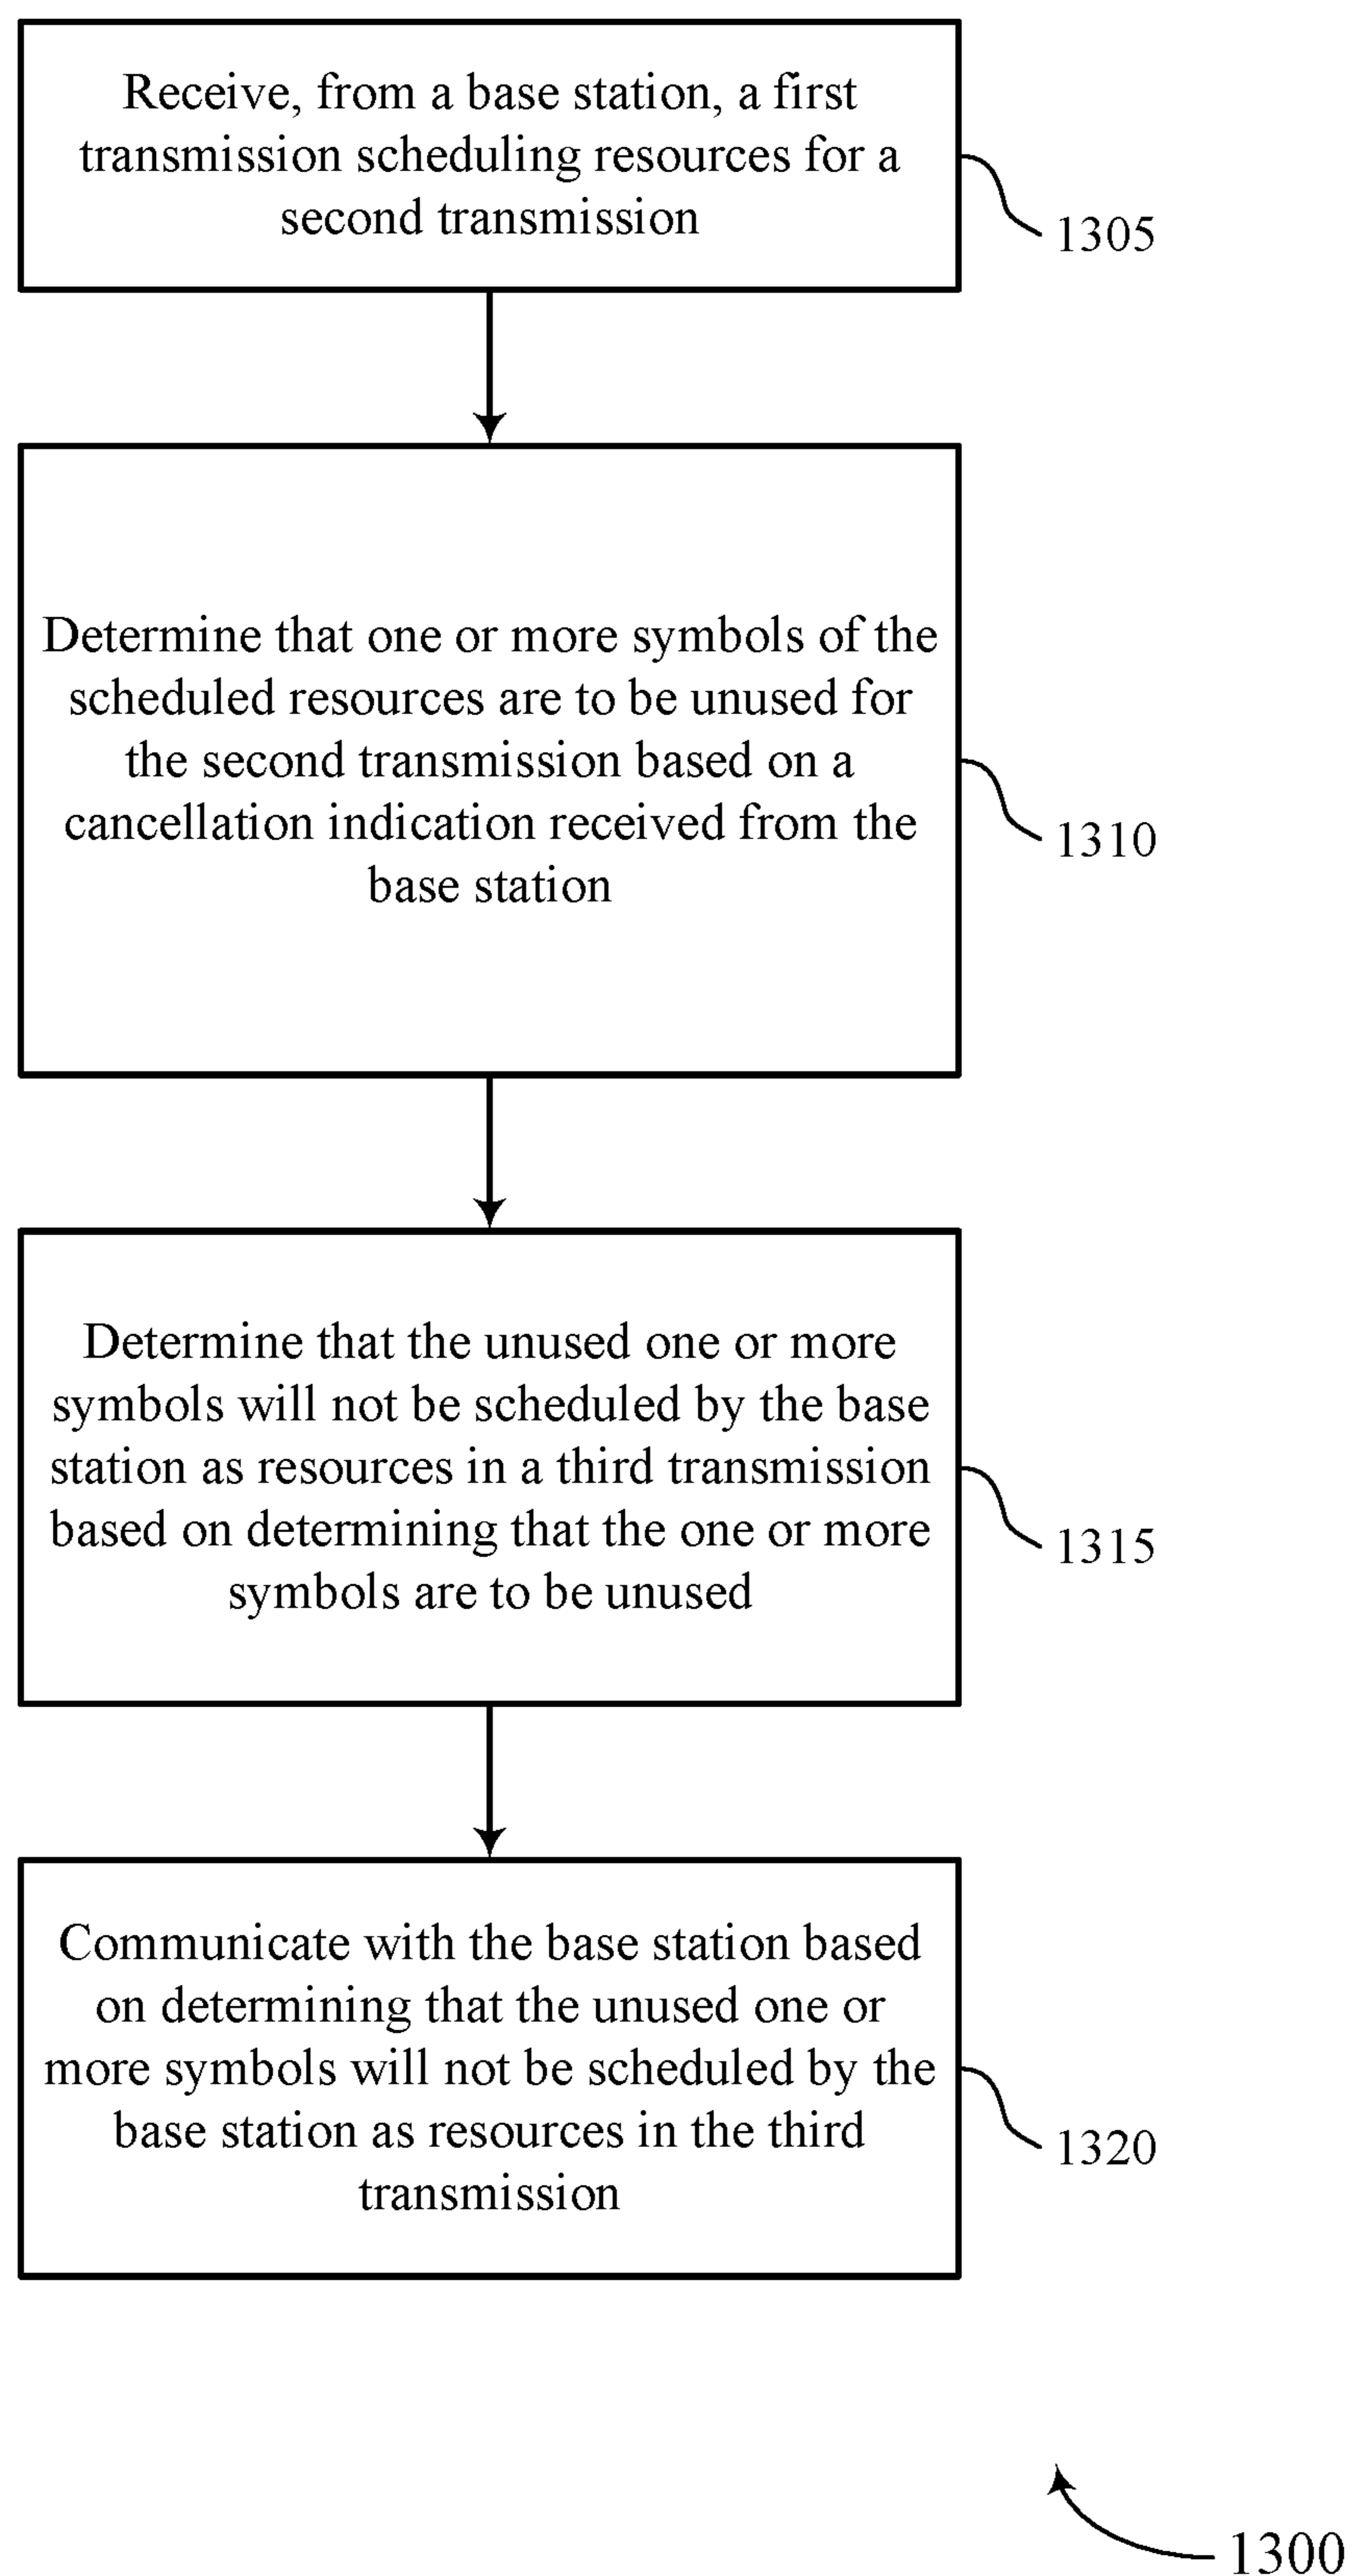 Receive, from a base station, a first
transmission scheduling resources for a
second transmission
1305
Determine that one or more symbols of the
scheduled resources are to be unused for
the second transmission based on a
cancellation indication received from the
base station
1310
Determine that the unused one or more
symbols will not be scheduled by the base
station as resources in a third transmission
based on determining that the one or more
symbols are to be unused
1315
Communicate with the base station based
on determining that the unused one or
more symbols will not be scheduled by the
base station as resources in the third
transmission
1320
1300